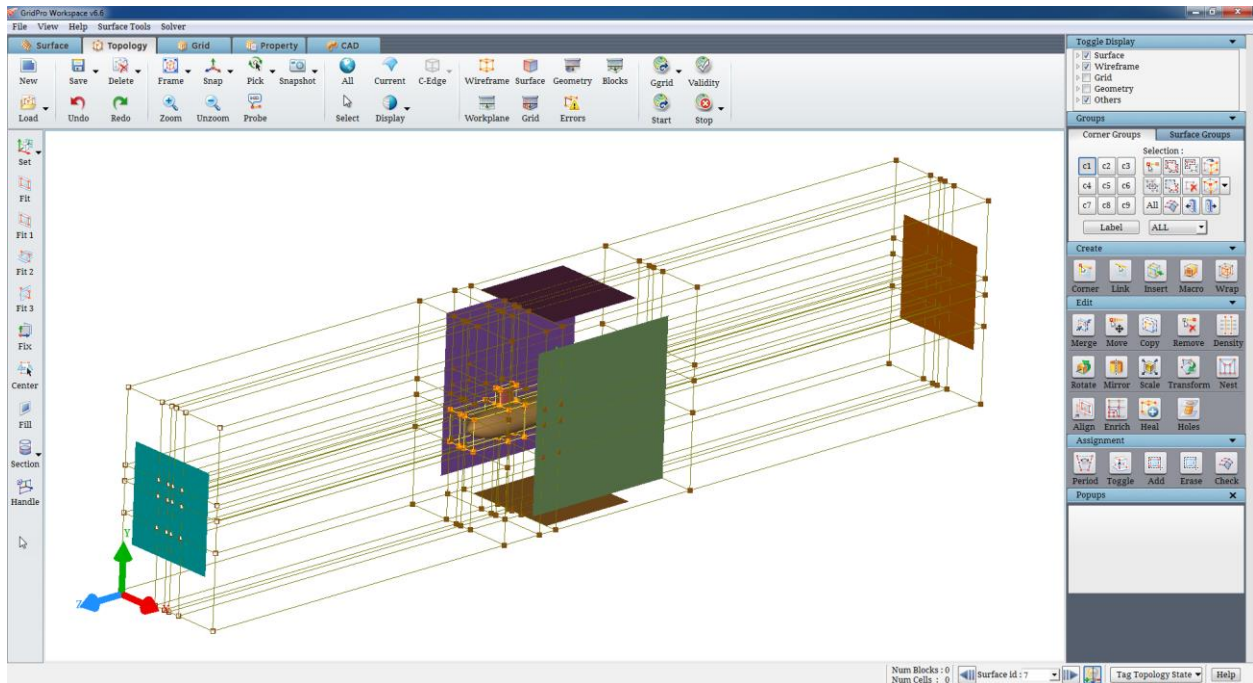 GridPro Workspace v6.6
File View Help Surface Tools Solver
Surface Topology Grid Property CAD
New Save Delete Frame Snap Pick Snapshot All Current C-Edge Wireframe Surface Geometry Blocks Ggrid Validity
Load Undo Redo Zoom Unzoom Probe Select Display Workplane Grid Errors Start Stop
Set
Fit
Fit 1
Fit 2
Fit 3
Fix
Center
Fill
Section
Handle
Y
Z
X
Toggle Display
Surface
Wireframe
Grid
Geometry
Others
Groups
Corner Groups Surface Groups
Selection :
c1 c2 c3
c4 c5 c6
c7 c8 c9 All
Label ALL
Create
Corner Link Insert Macro Wrap
Edit
Merge Move Copy Remove Density
Rotate Mirror Scale Transform Nest
Align Enrich Heal Holes
Assignment
Period Toggle Add Erase Check
Popups
Num Blocks : 0
Num Cells : 0
Surface id : 7
Tag Topology State
Help